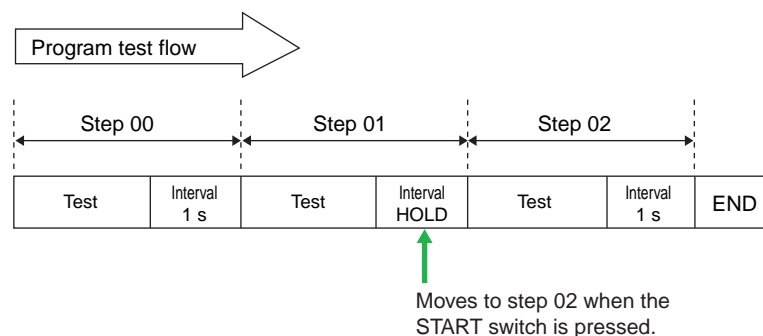 Program test flow
Step 00
Step 01
Step 02
Test
Interval
1 s
Test
Interval
HOLD
Test
Interval
1 s
END
Moves to step 02 when the
START switch is pressed.